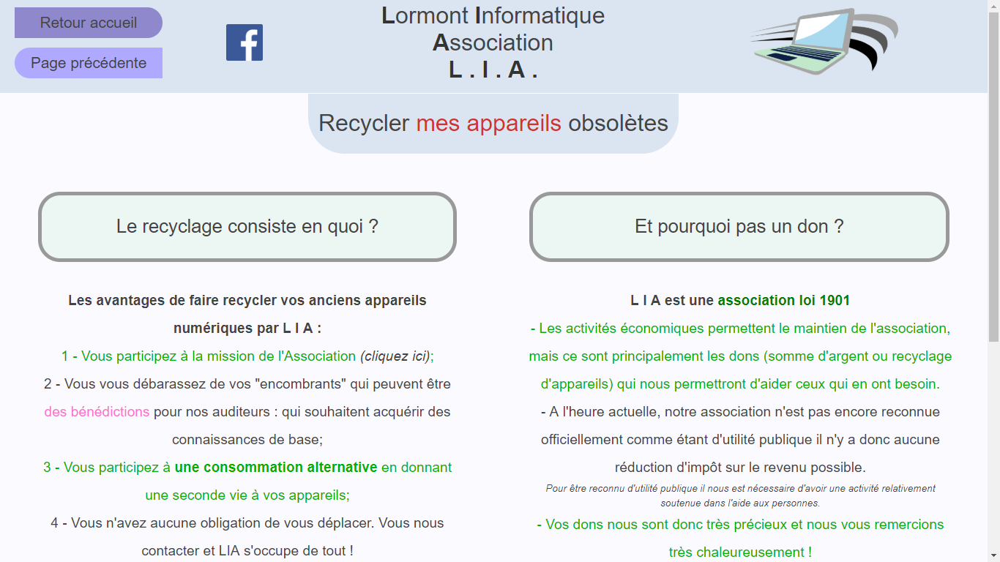 Retour accueil
Page précédente
Lormont Informatique
Association
L . I . A .
Recycler mes appareils obsolètes
Le recyclage consiste en quoi ?
Les avantages de faire recycler vos anciens appareils
numériques par L I A :
1 - Vous participez à la mission de l'Association (cliquez ici);
2 - Vous vous débarassez de vos "encombrants" qui peuvent être
des bénédictions pour nos auditeurs : qui souhaitent acquérir des
connaissances de base;
3 - Vous participez à une consommation alternative en donnant
une seconde vie à vos appareils;
4 - Vous n'avez aucune obligation de vous déplacer. Vous nous
contacter et LIA s'occupe de tout !
Et pourquoi pas un don ?
L I A est une association loi 1901
- Les activités économiques permettent le maintien de l'association,
mais ce sont principalement les dons (somme d'argent ou recyclage
d'appareils) qui nous permettront d'aider ceux qui en ont besoin.
- A l'heure actuelle, notre association n'est pas encore reconnue
officiellement comme étant d'utilité publique il n'y a donc aucune
réduction d'impôt sur le revenu possible.
Pour être reconnu d'utilité publique il nous est nécessaire d'avoir une activité relativement
soutenue dans l'aide aux personnes.
- Vos dons nous sont donc très précieux et nous vous remercions
très chaleureusement !